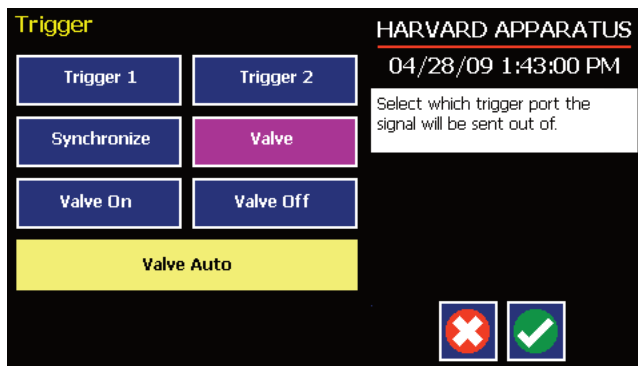 Trigger
HARVARD APPARATUS
04/28/09 1:43:00 PM
Select which trigger port the
signal will be sent out of.
Trigger 1
Trigger 2
Synchronize
Valve
Valve On
Valve Off
Valve Auto